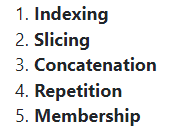 1. Indexing
2. Slicing
3. Concatenation
4. Repetition
5. Membership